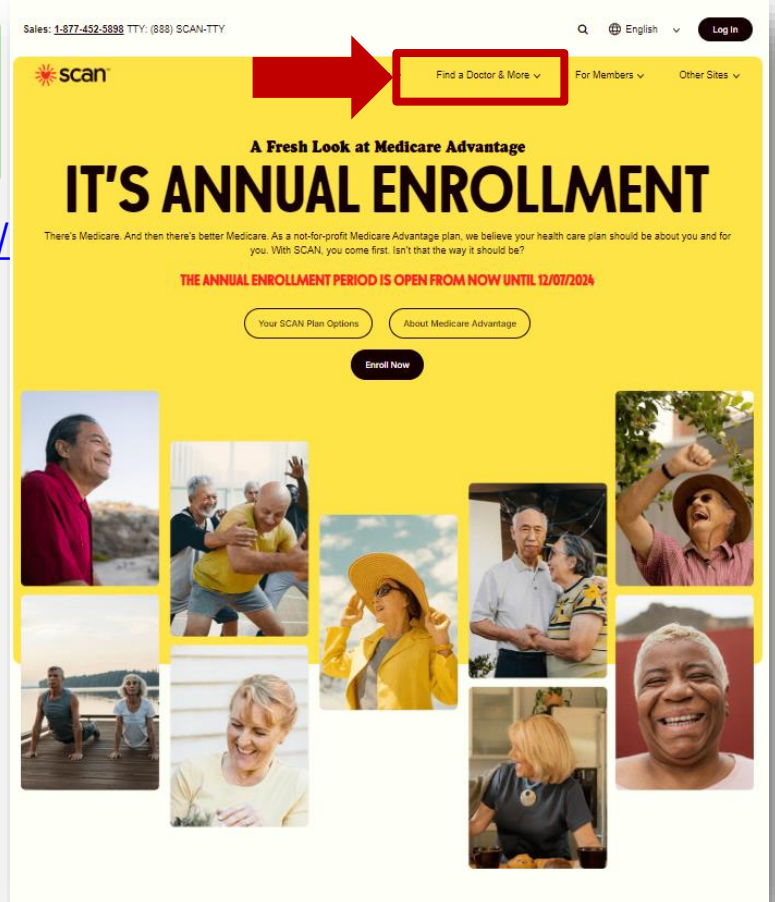 Sales: 1-877-452-5898 TTY: (888) SCAN-TTY
English
Log In
scan
Find a Doctor & More
For Members
Other Sites
A Fresh Look at Medicare Advantage
IT'S ANNUAL ENROLLMENT
/
There's Medicare. And then there's better Medicare. As a not-for-profit Medicare Advantage plan, we believe your health care plan should be about you and for
you. With SCAN, you come first. Isn't that the way it should be?
THE ANNUAL ENROLLMENT PERIOD IS OPEN FROM NOW UNTIL 12/07/2024
Your SCAN Plan Options
About Medicare Advantage
Enroll Now